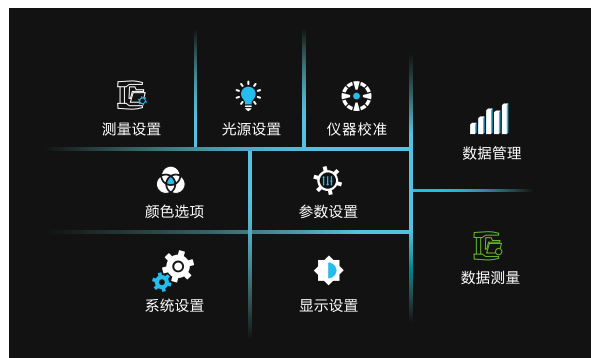 测量设置
光源设置
仪器校准
数据管理
颜色选项
参数设置
数据测量
系统设置
显示设置